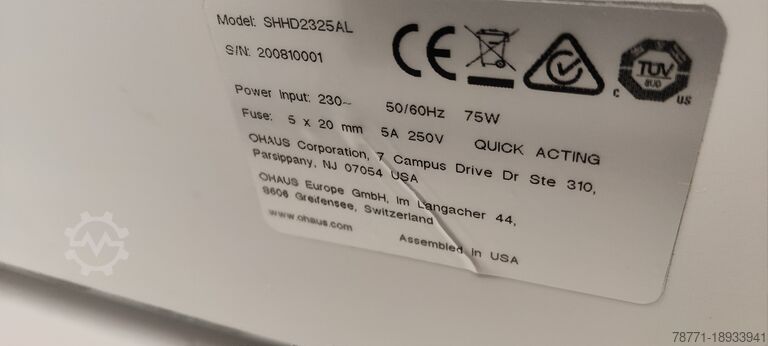 Model: SHHD2325AL
S/N: 200810001
CE
TÜV
SÜD
C US
Power Input: 230~ 50/60Hz 75W
Fuse: 5 x 20 mm 5A 250V QUICK ACTING
OHAUS Corporation, 7 Campus Drive Dr Ste 310,
Parsippany, NJ 07054 USA
OHAUS Europe GmbH, Im Langacher 44,
8606 Greifensee, Switzerland
www.ohaus.com
Assembled in USA
78771-18933941